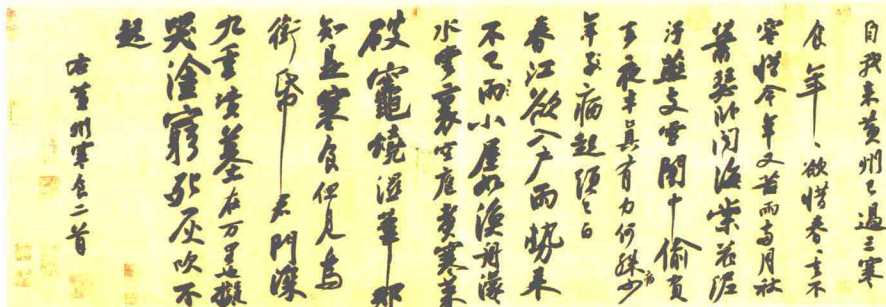 自我來黃州已過三寒
食年、欲惜春、去不
容惜今年又苦雨兩月秋
蕭瑟卧聞海棠花泥
汙燕支雪闇中偷負
去夜半真有力何殊病少
年子病起須已白
春江欲入戶雨勢來
不已雨小屋如漁舟濛、
水雲裏空庖煮寒菜
破竈燒濕葦那
知是寒食但見烏
銜帋君門深
九重墳墓在万里也擬
哭塗窮死灰吹不
起
右黃州寒食二首